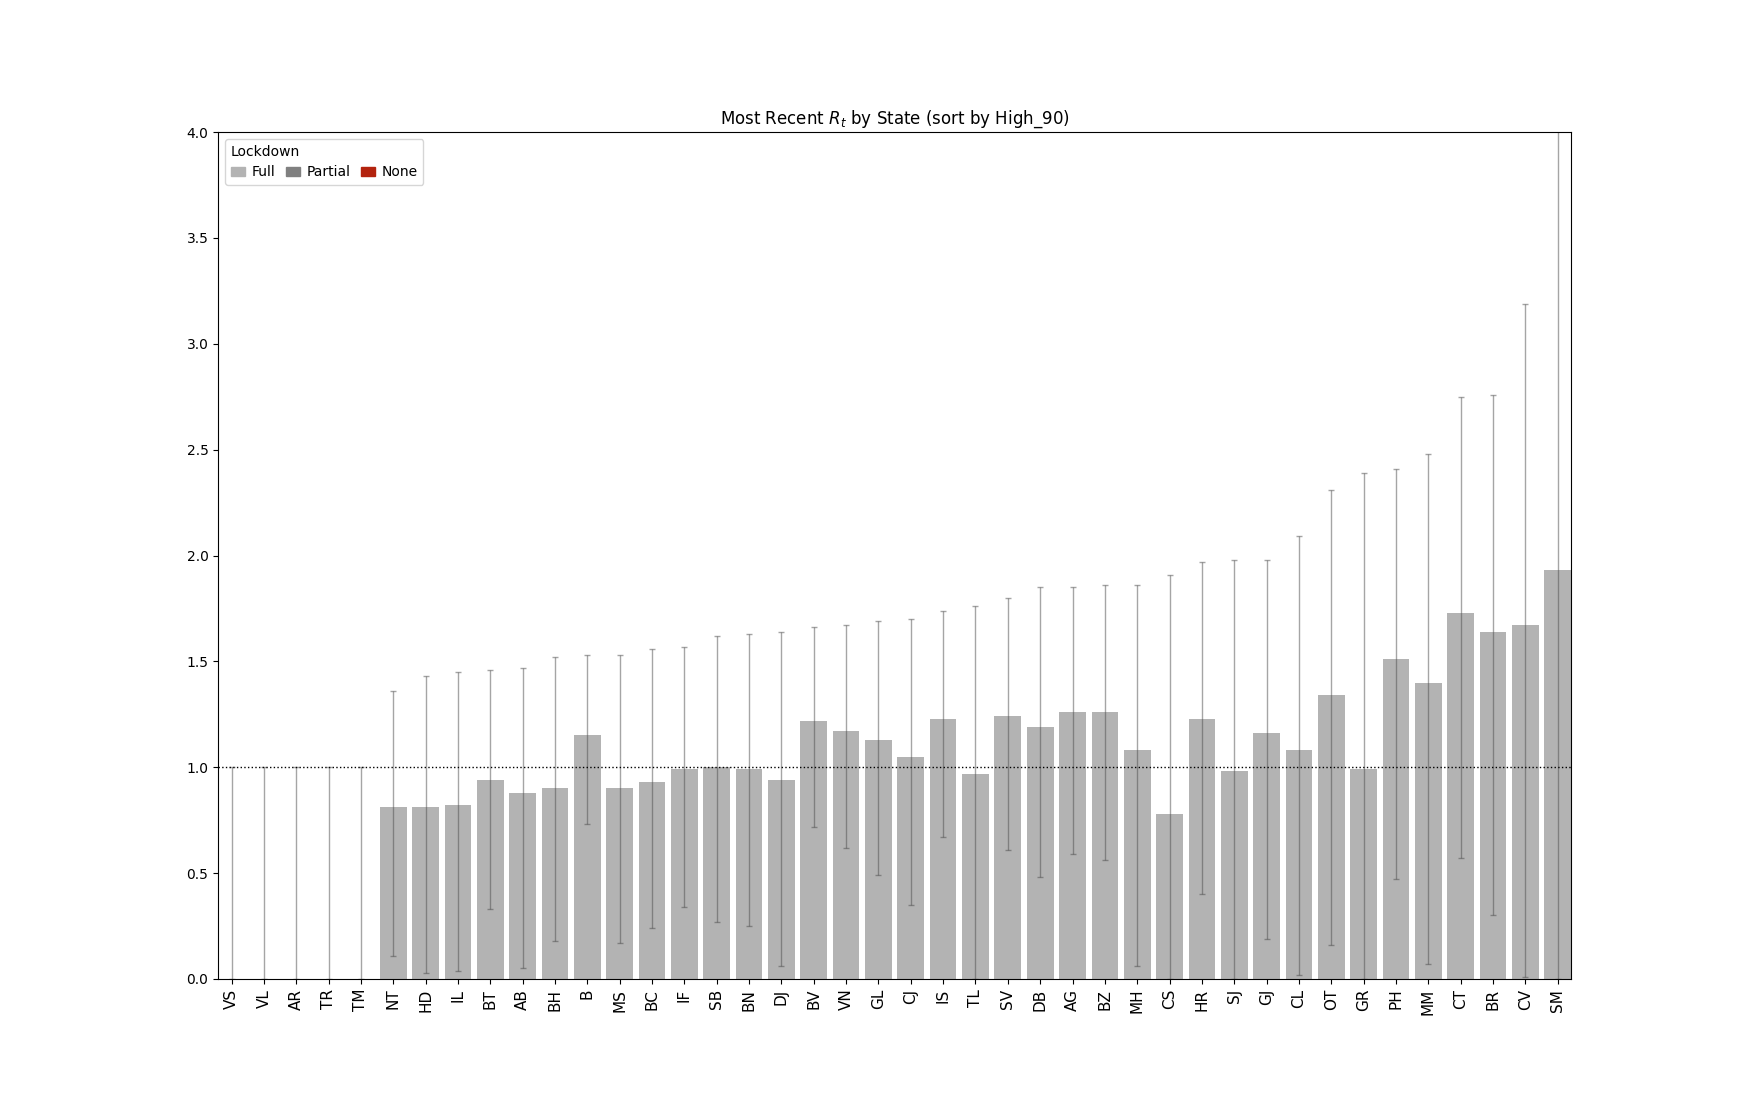 Most Recent R_t by State (sort by High_90)
4.0
3.5
3.0
2.5
2.0
1.5
1.0
0.5
0.0
Lockdown
Full Partial None
VS VL AR TR TM NT HD IL BT AB BH B MS BC IF SB BN DJ BV VN GL CJ IS TL SV DB AG BZ MH CS HR SJ GJ CL OT GR PH MM CT BR CV SM